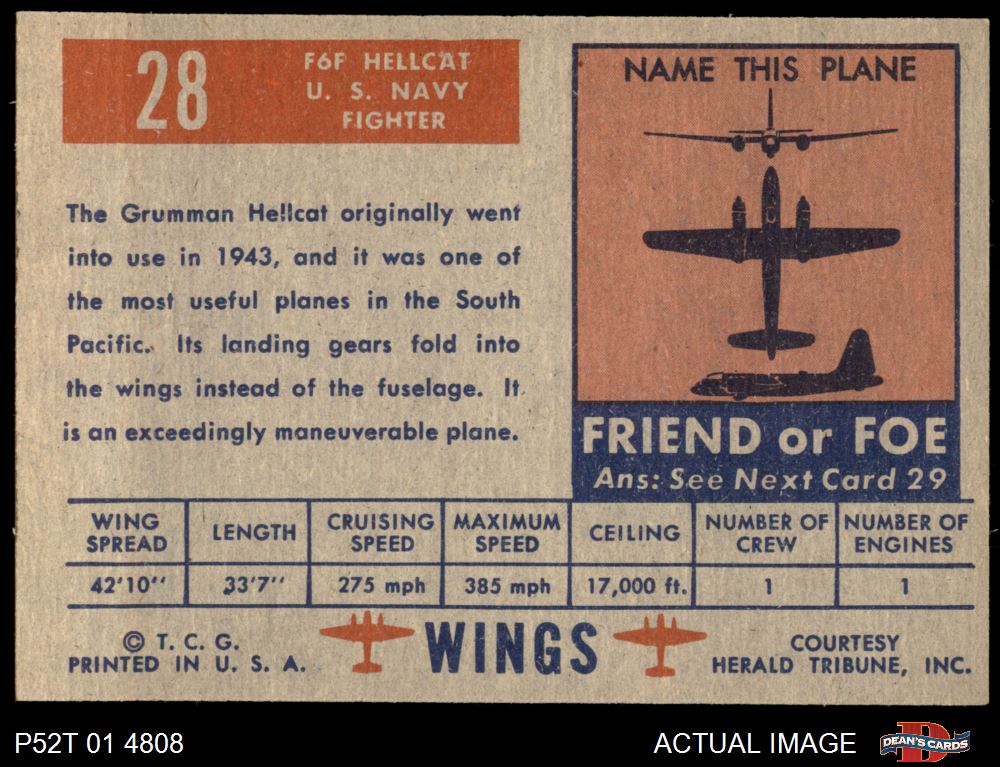 28
F6F HELLCAT
U. S. NAVY
FIGHTER
The Grumman Hellcat originally went
into use in 1943, and it was one of
the most useful planes in the South
Pacific. Its landing gears fold into
the wings instead of the fuselage. It
is an exceedingly maneuverable plane.
NAME THIS PLANE
FRIEND or FOE
Ans: See Next Card 29
WING SPREAD LENGTH CRUISING SPEED MAXIMUM SPEED CEILING NUMBER OF CREW NUMBER OF ENGINES
42'10'' 33'7'' 275 mph 385 mph 17,000 ft. 1 1
© T. C. G.
PRINTED IN U. S. A.
WINGS
COURTESY
HERALD TRIBUNE, INC.
P52T 01 4808
ACTUAL IMAGE
D
DEAN'S CARDS